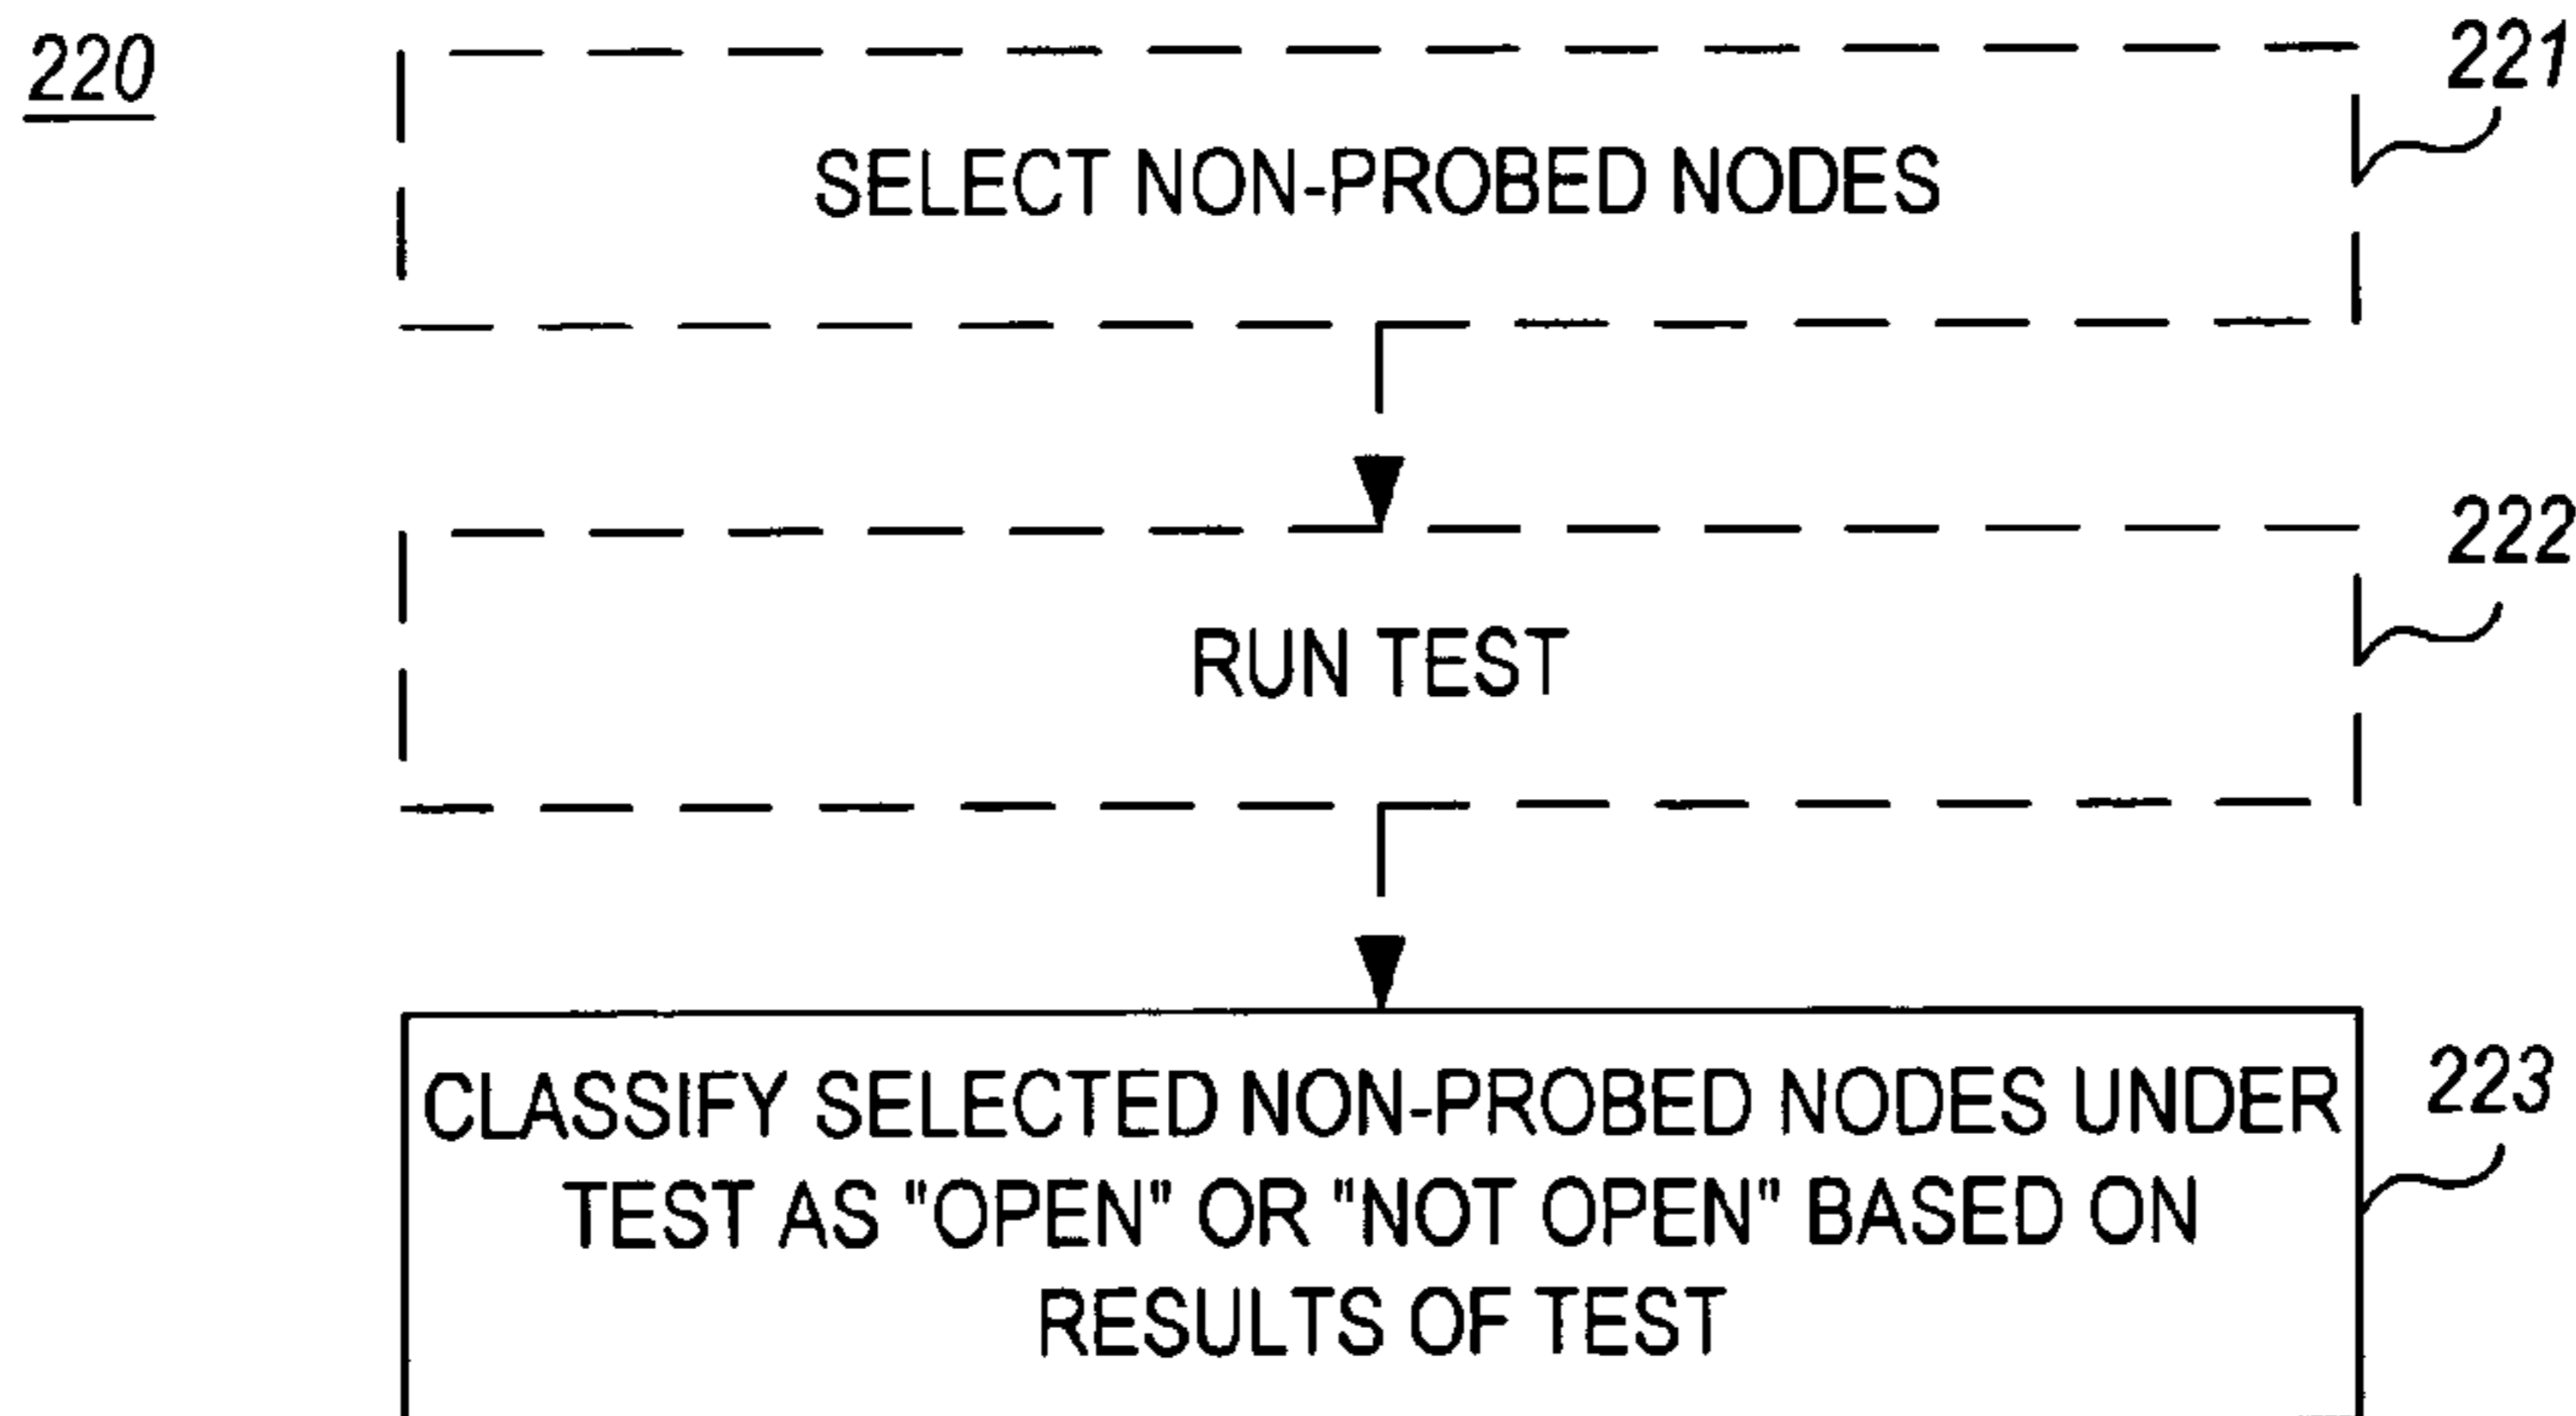 220
221
SELECT NON-PROBED NODES
222
RUN TEST
223
CLASSIFY SELECTED NON-PROBED NODES UNDER
TEST AS "OPEN" OR "NOT OPEN" BASED ON
RESULTS OF TEST